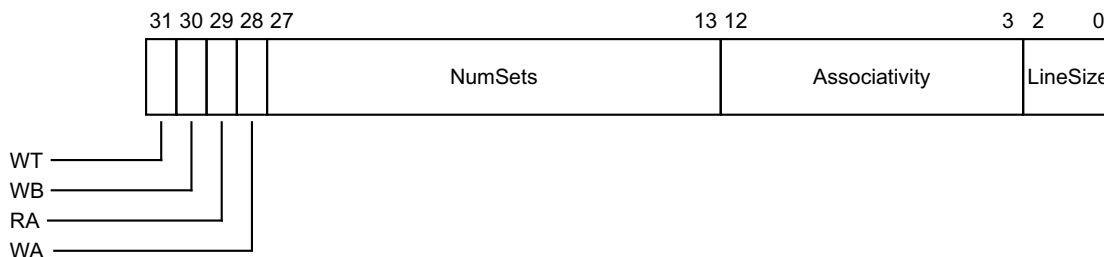 31 30 29 28 27 13 12 3 2 0
NumSets Associativity LineSize
WT
WB
RA
WA